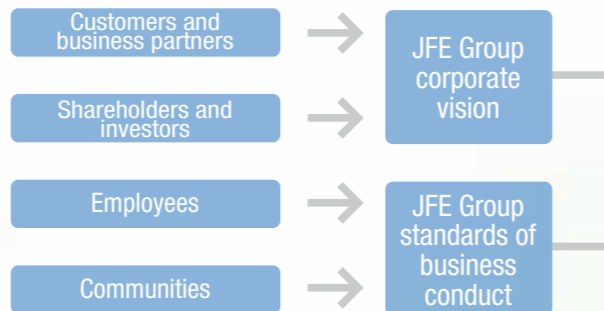 Customers and
business partners
Shareholders and
investors
Employees
Communities
JFE Group
corporate
vision
JFE Group
standards of
business
conduct